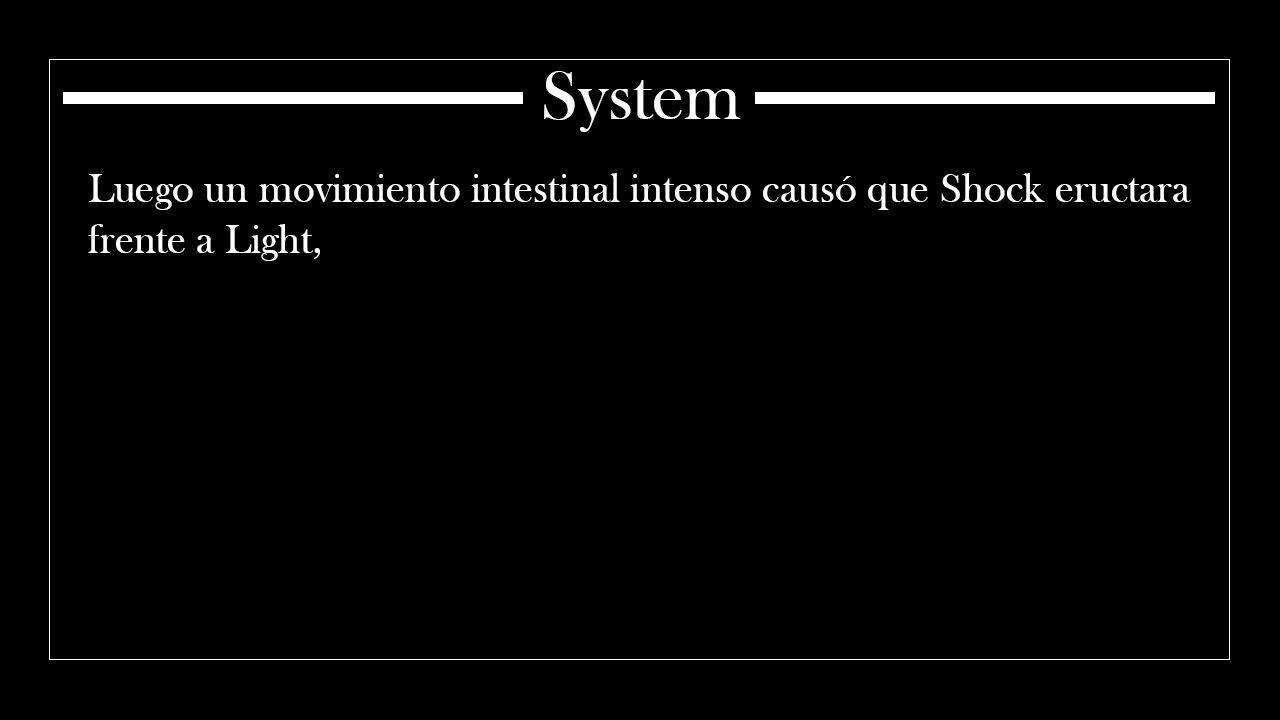 System
Luego un movimiento intestinal intenso causó que Shock eructara
frente a Light,